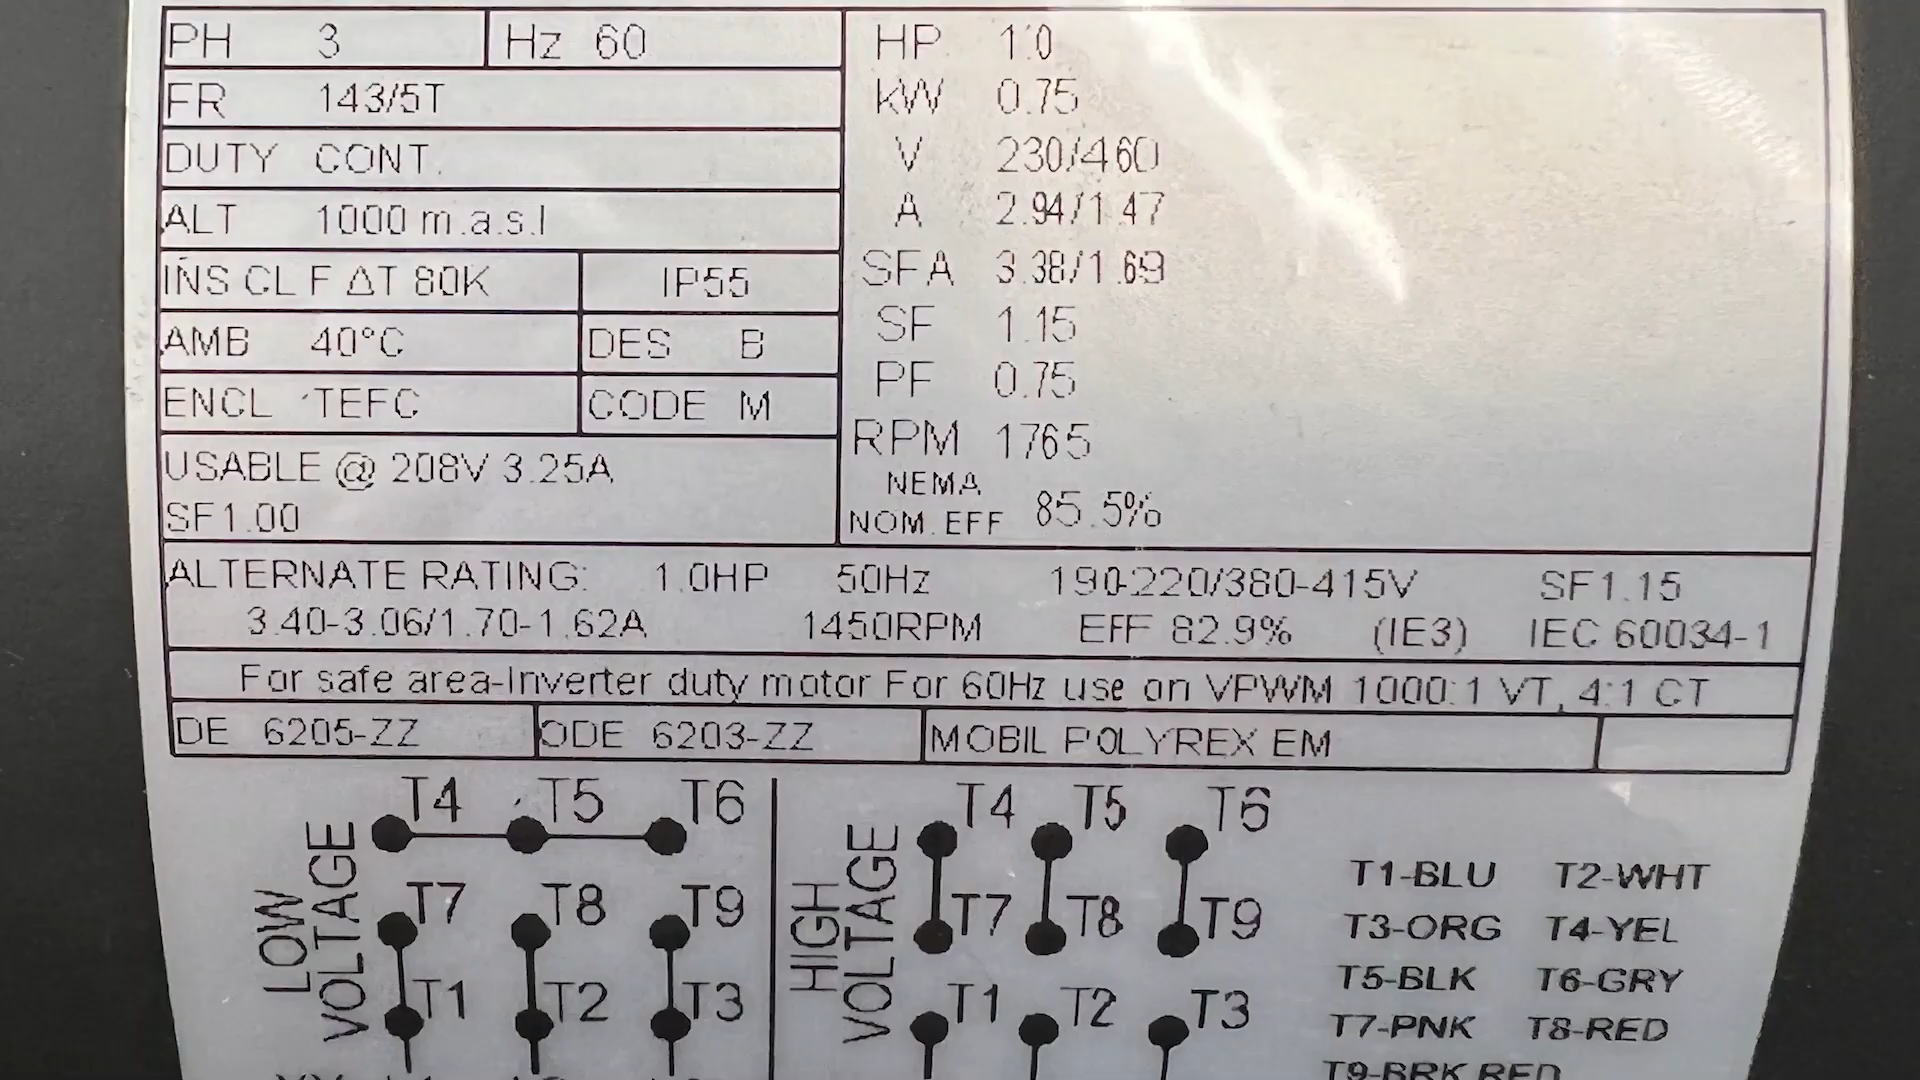 PH 3 Hz 60
FR 143/5T
DUTY CONT.
ALT 1000 m.a.s.l
INS CL F ΔT 80K IP55
AMB 40°C DES B
ENCL TEFC CODE M
USABLE @ 208V 3.25A
SF1.00
HP 1.0
kW 0.75
V 230/460
A 2.94/1.47
SFA 3.38/1.69
SF 1.15
PF 0.75
RPM 1765
NEMA
NOM. EFF 85.5%
ALTERNATE RATING: 1.0HP 50Hz 190-220/380-415V SF1.15
3.40-3.06/1.70-1.62A 1450RPM EFF 82.9% (IE3) IEC 60034-1
For safe area-Inverter duty motor For 60Hz use on VPWM 1000:1 VT, 4:1 CT
DE 6205-ZZ ODE 6203-ZZ MOBIL POLYREX EM
LOW VOLTAGE
T4 T5 T6
T7 T8 T9
T1 T2 T3
HIGH VOLTAGE
T4 T5 T6
T7 T8 T9
T1 T2 T3
T1-BLU T2-WHT
T3-ORG T4-YEL
T5-BLK T6-GRY
T7-PNK T8-RED
T9-BRK RED